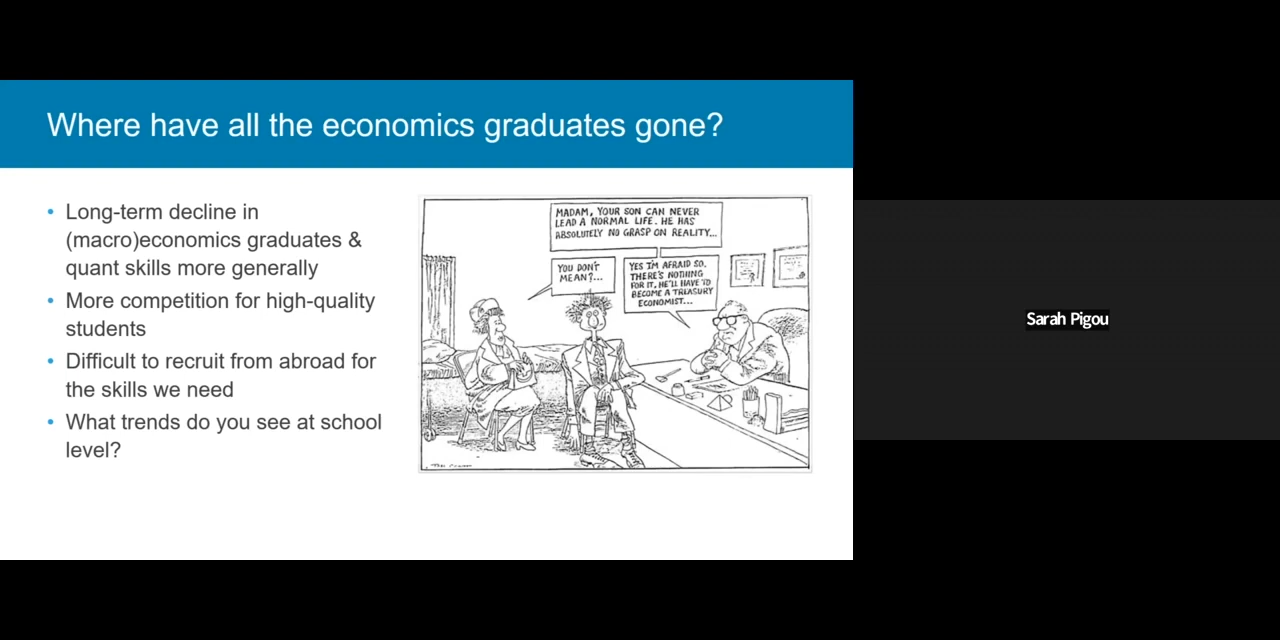 Where have all the economics graduates gone?
• Long-term decline in
(macro)economics graduates &
quant skills more generally
• More competition for high-quality
students
• Difficult to recruit from abroad for
the skills we need
• What trends do you see at school
level?
MADAM, YOUR SON CAN NEVER
LEAD A NORMAL LIFE. HE HAS
ABSOLUTELY NO GRASP ON REALITY...
YOU DON'T
MEAN?...
YES I'M AFRAID SO.
THERE'S NOTHING
FOR IT. HE'LL HAVE TO
BECOME A TREASURY
ECONOMIST...
Sarah Pigou